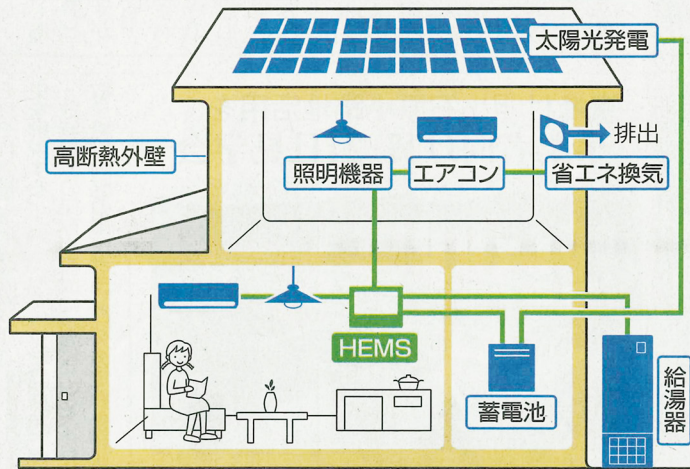 太陽光発電
排出
高断熱外壁
照明機器
エアコン
省エネ換気
HEMS
蓄電池
給湯器